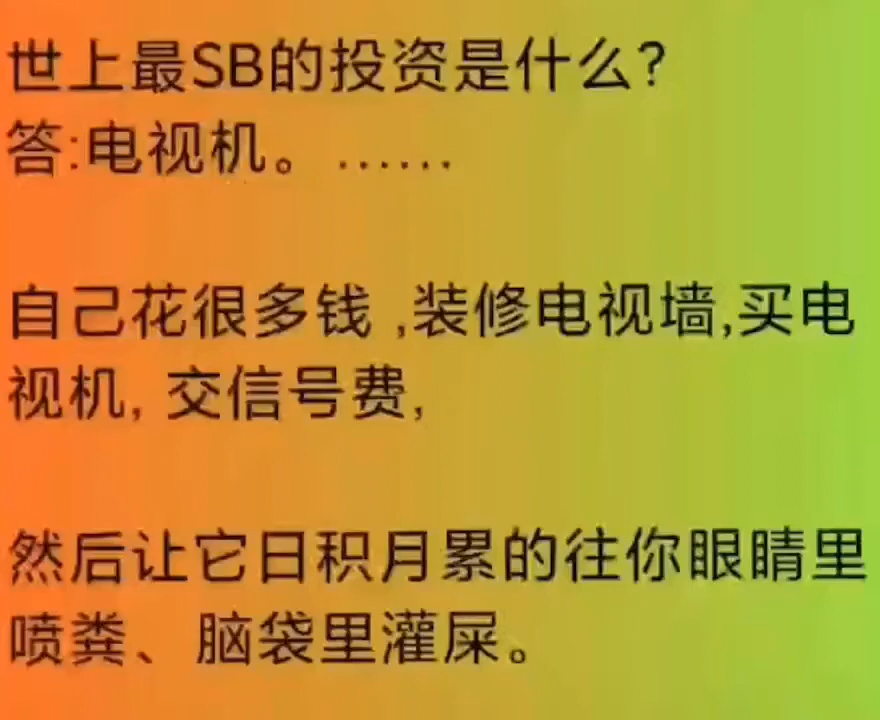 世上最SB的投资是什么?
答:电视机。……
自己花很多钱,装修电视墙,买电
视机,交信号费,
然后让它日积月累的往你眼睛里
喷粪、脑袋里灌屎。